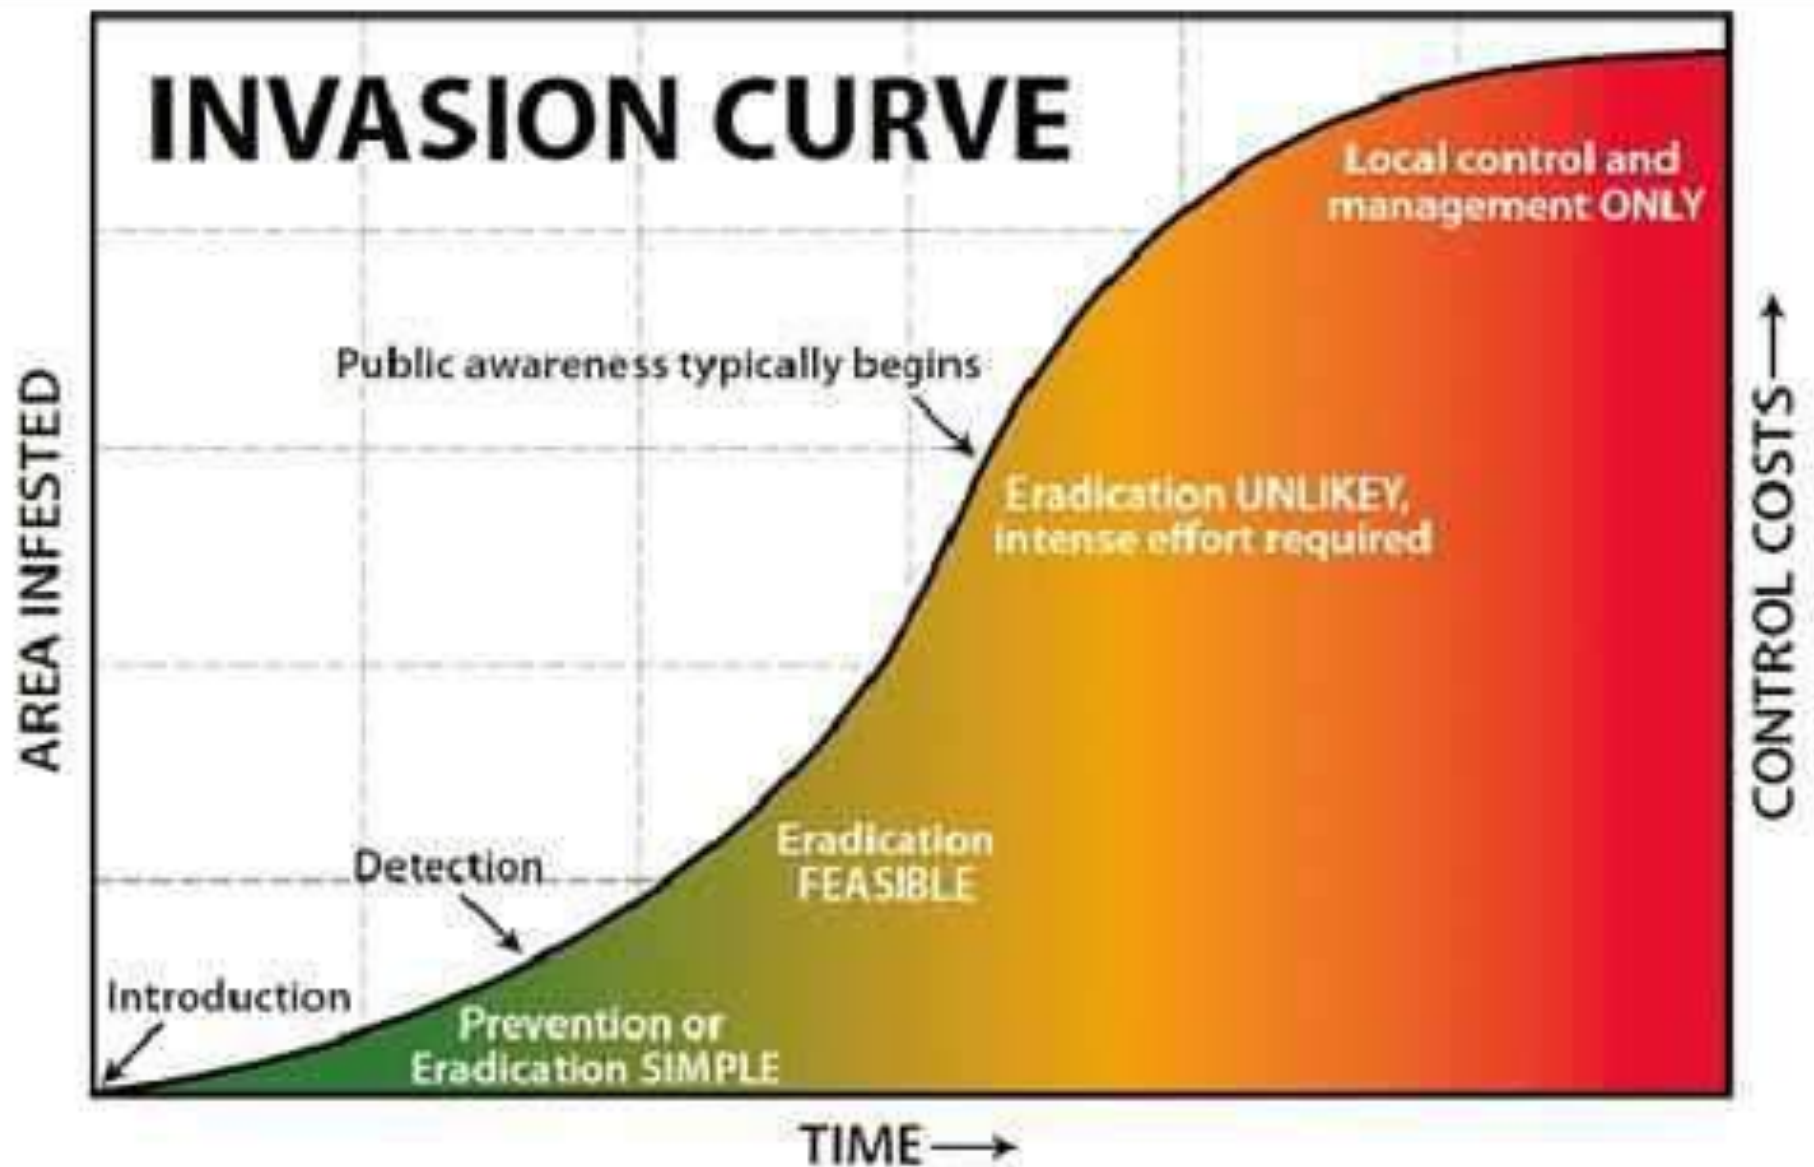 INVASION CURVE
Local control and
management ONLY
Public awareness typically begins
Eradication UNLIKEY,
intense effort required
Eradication
FEASIBLE
Detection
Introduction
Prevention or
Eradication SIMPLE
AREA INFESTED
CONTROL COSTS
TIME